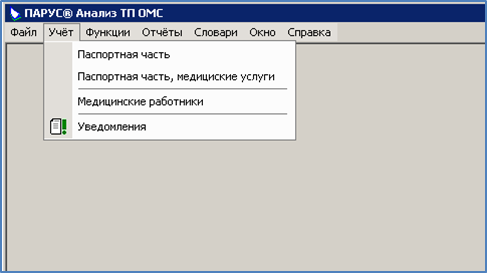 ПАРУС® Анализ ТП ОМС
Файл Учёт Функции Отчёты Словари Окно Справка
Паспортная часть
Паспортная часть, медициские услуги
Медицинские работники
Уведомления